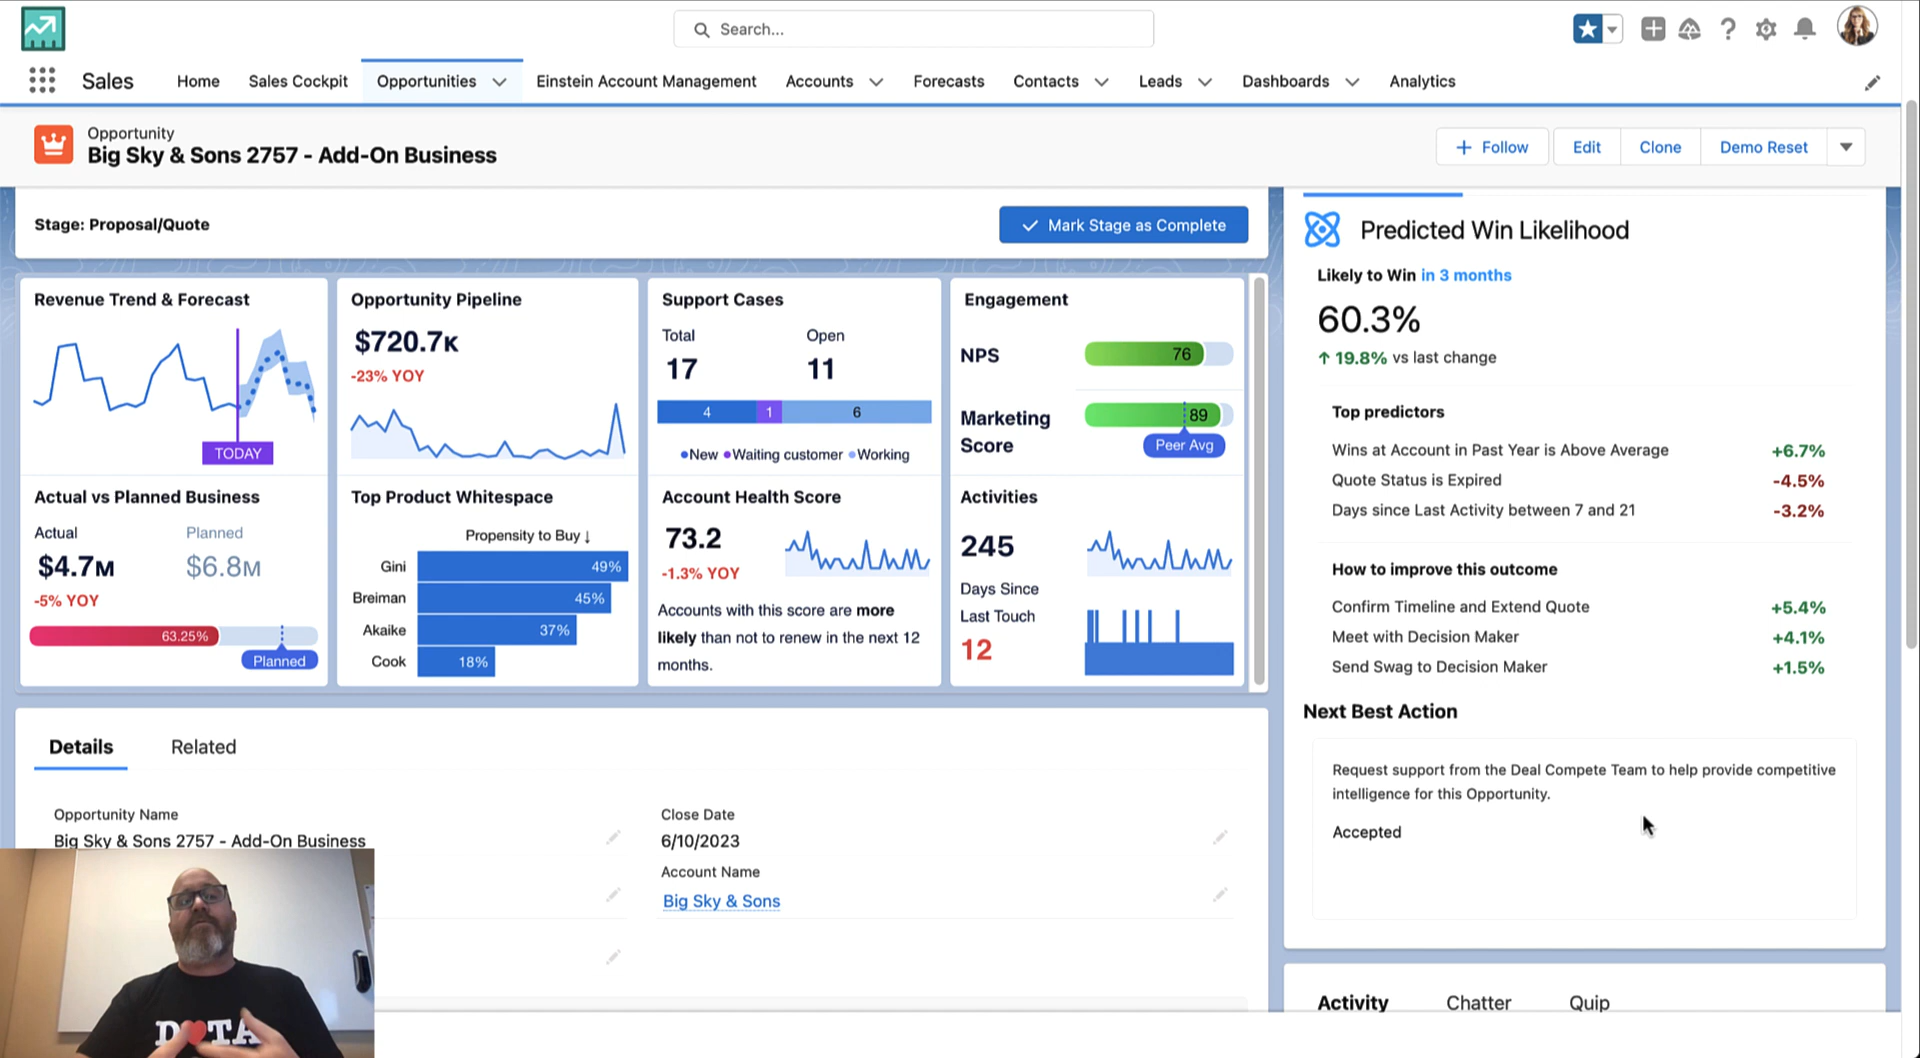 Search...
Sales
Home
Sales Cockpit
Opportunities
Einstein Account Management
Accounts
Forecasts
Contacts
Leads
Dashboards
Analytics
Opportunity
Big Sky & Sons 2757 - Add-On Business
+ Follow
Edit
Clone
Demo Reset
Stage: Proposal/Quote
Mark Stage as Complete
Revenue Trend & Forecast
TODAY
Opportunity Pipeline
$720.7K
-23% YOY
Support Cases
Total
Open
17
11
4
1
6
New
Waiting customer
Working
Engagement
NPS
76
Marketing
Score
89
Peer Avg
Actual vs Planned Business
Actual
Planned
$4.7M
$6.8M
-5% YOY
63.25%
Planned
Top Product Whitespace
Propensity to Buy ↓
Gini
49%
Breiman
45%
Akaike
37%
Cook
18%
Account Health Score
73.2
-1.3% YOY
Accounts with this score are more
likely than not to renew in the next 12
months.
Activities
245
Days Since
Last Touch
12
Details
Related
Opportunity Name
Big Sky & Sons 2757 - Add-On Business
Close Date
6/10/2023
Account Name
Big Sky & Sons
Predicted Win Likelihood
Likely to Win in 3 months
60.3%
↑ 19.8% vs last change
Top predictors
Wins at Account in Past Year is Above Average
+6.7%
Quote Status is Expired
-4.5%
Days since Last Activity between 7 and 21
-3.2%
How to improve this outcome
Confirm Timeline and Extend Quote
+5.4%
Meet with Decision Maker
+4.1%
Send Swag to Decision Maker
+1.5%
Next Best Action
Request support from the Deal Compete Team to help provide competitive
intelligence for this Opportunity.
Accepted
Activity
Chatter
Quip
D❤TA